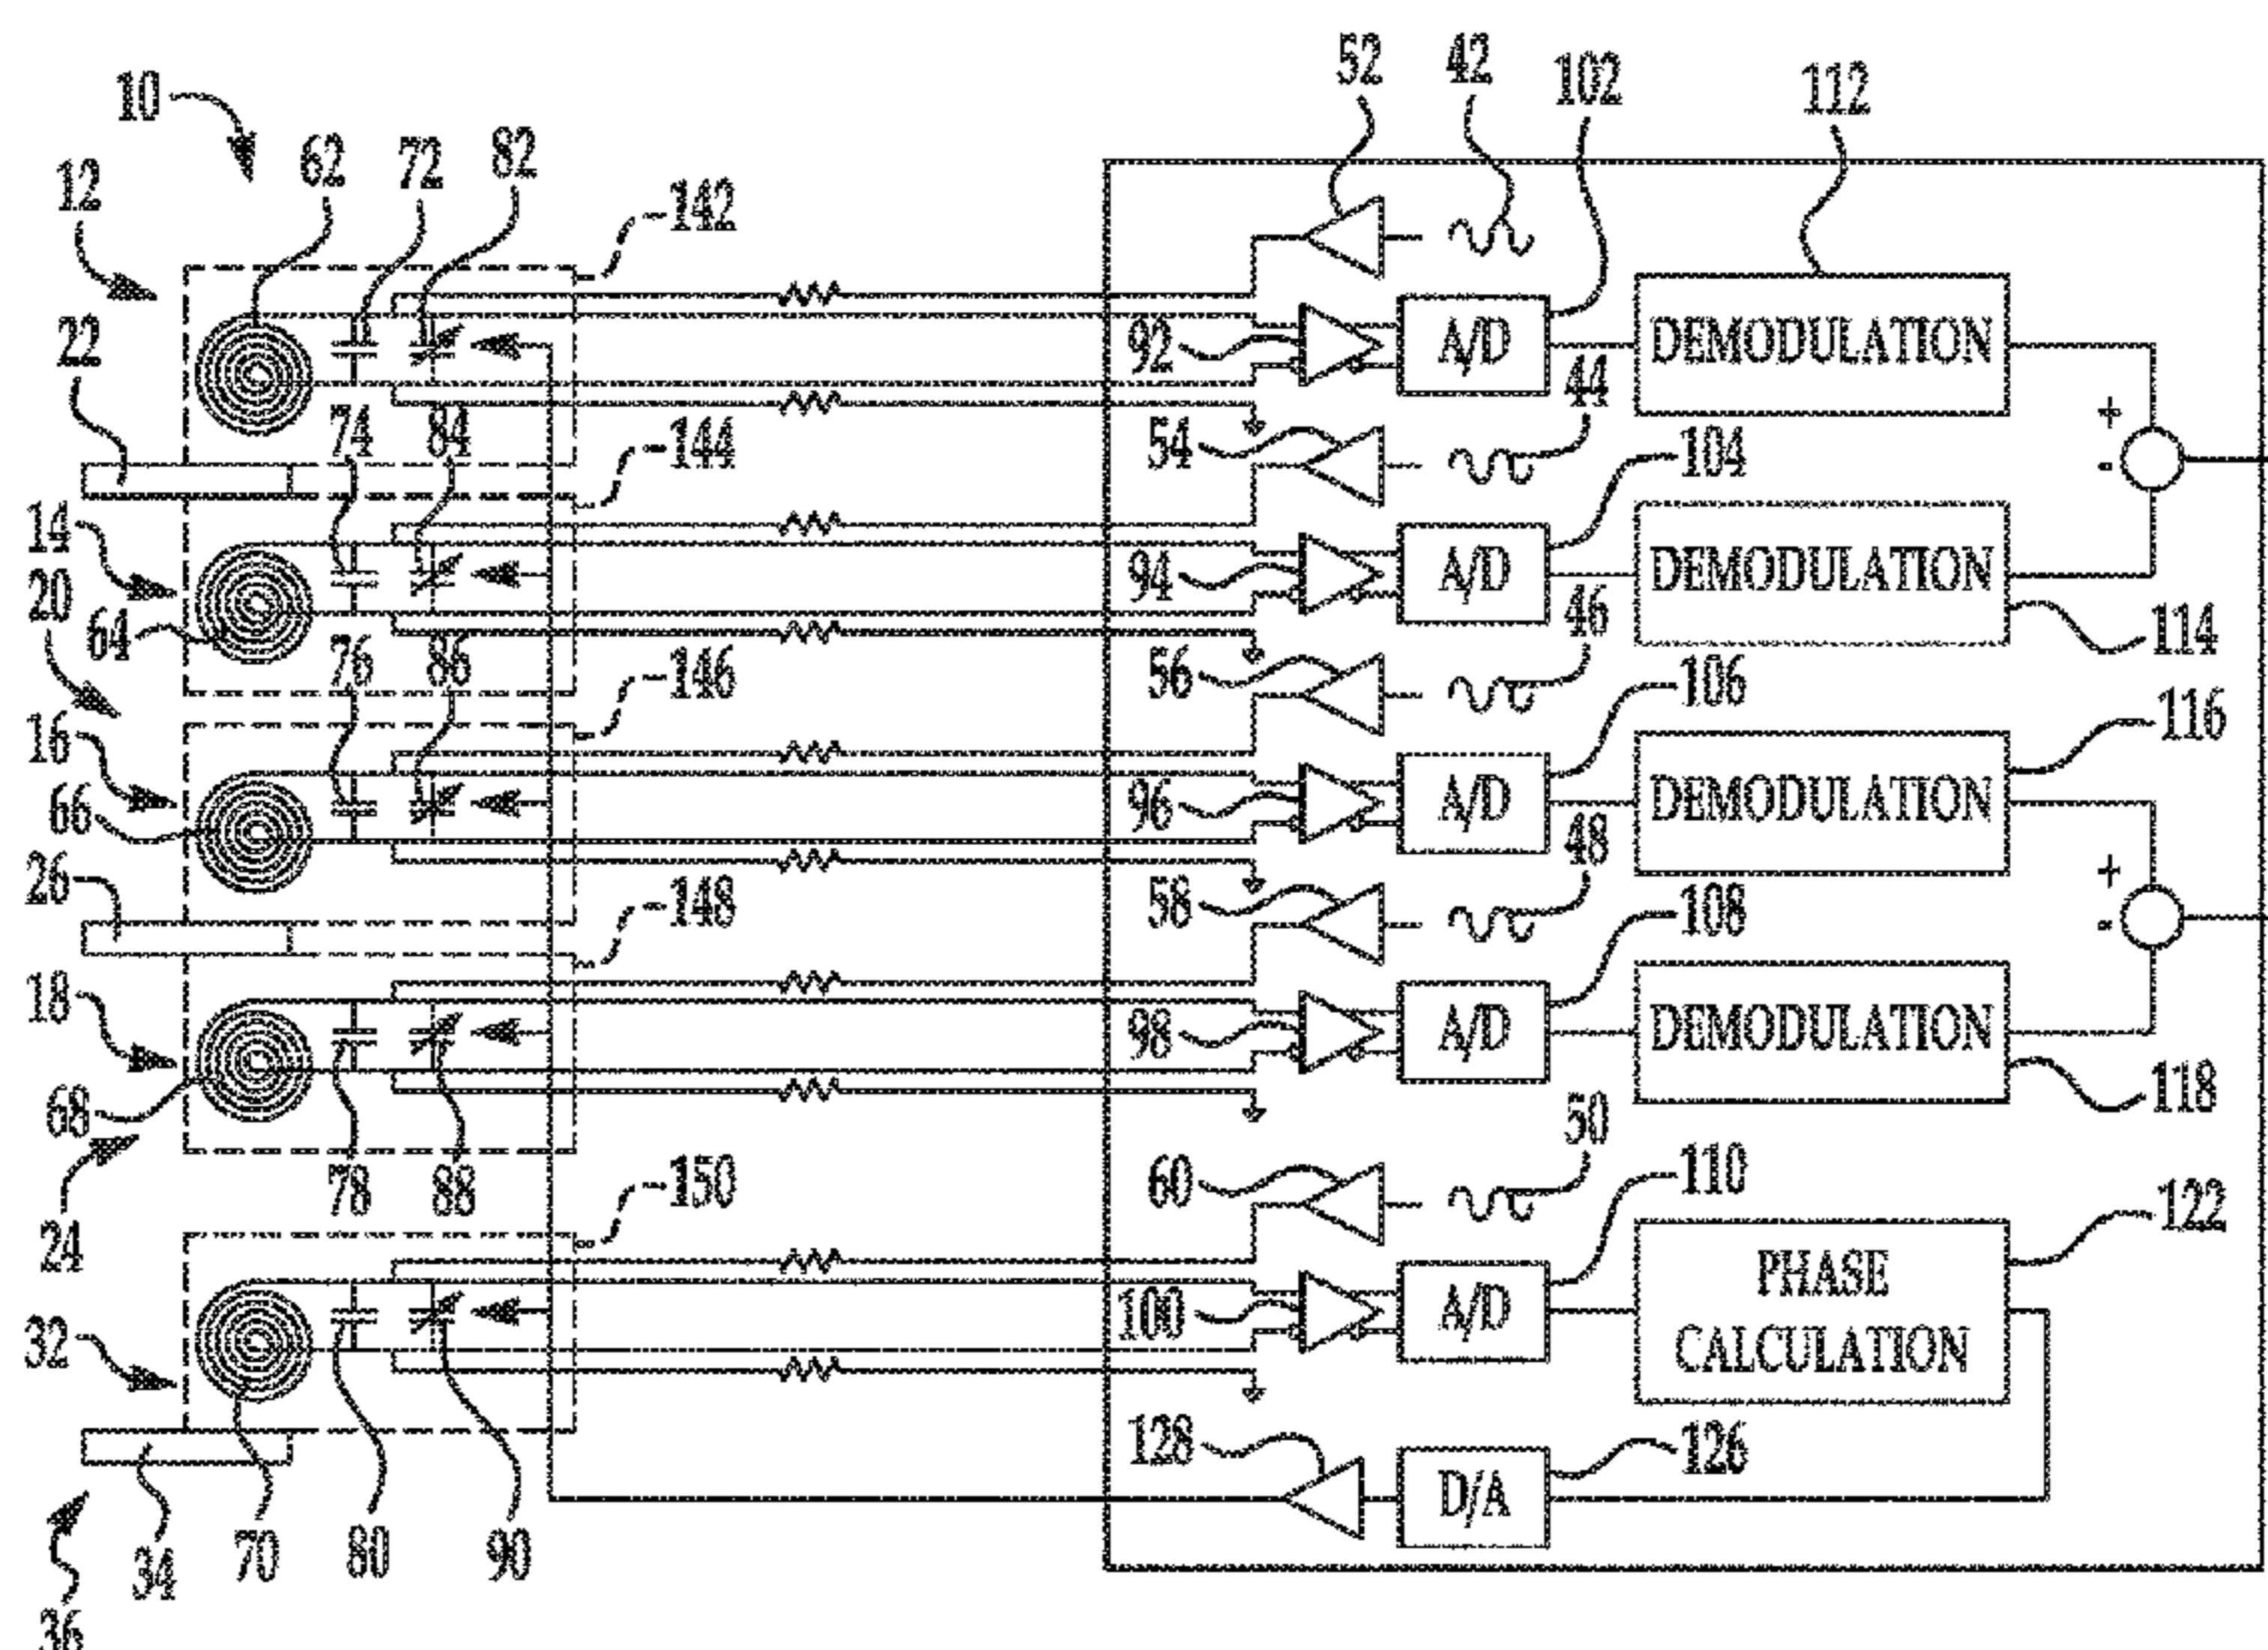 52 42 102 112
10
62 72 82
12 142
22
92 A/D DEMODULATION
44
74 84 144 54 104 +
-
14
20
94 A/D DEMODULATION
46
64 76 86 146 56 106 114
16
66
96 A/D DEMODULATION 116
48
26 148 58 108 +
-
18
98 A/D DEMODULATION
68 50 118
24 78 88 150 60 110 122
32
100 A/D PHASE
CALCULATION
128 D/A 126
36 34 70 80 90